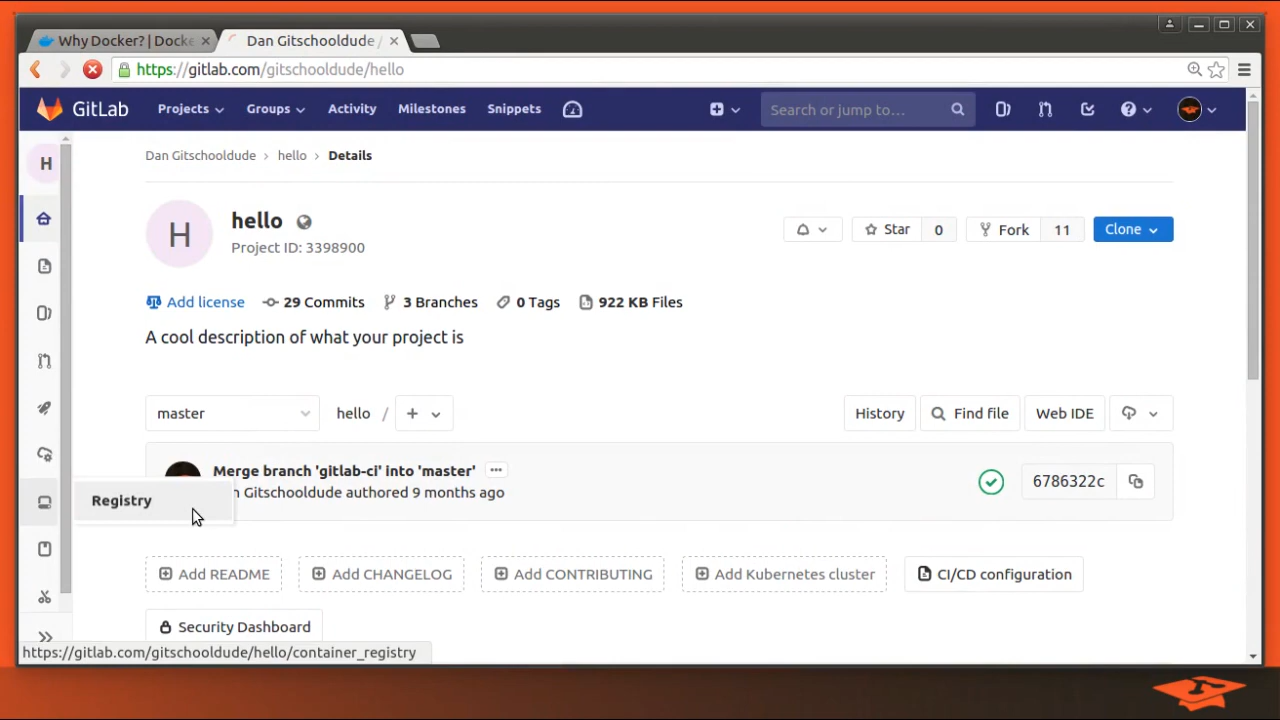 Why Docker? | Docke
Dan Gitschooldude /
https://gitlab.com/gitschooldude/hello
GitLab
Projects
Groups
Activity
Milestones
Snippets
Search or jump to…
H
Dan Gitschooldude › hello › Details
H
hello
Project ID: 3398900
Star 0
Fork 11
Clone
Add license
29 Commits
3 Branches
0 Tags
922 KB Files
A cool description of what your project is
master
hello / +
History
Find file
Web IDE
Merge branch 'gitlab-ci' into 'master'
n Gitschooldude authored 9 months ago
6786322c
Registry
Add README
Add CHANGELOG
Add CONTRIBUTING
Add Kubernetes cluster
CI/CD configuration
Security Dashboard
https://gitlab.com/gitschooldude/hello/container_registry